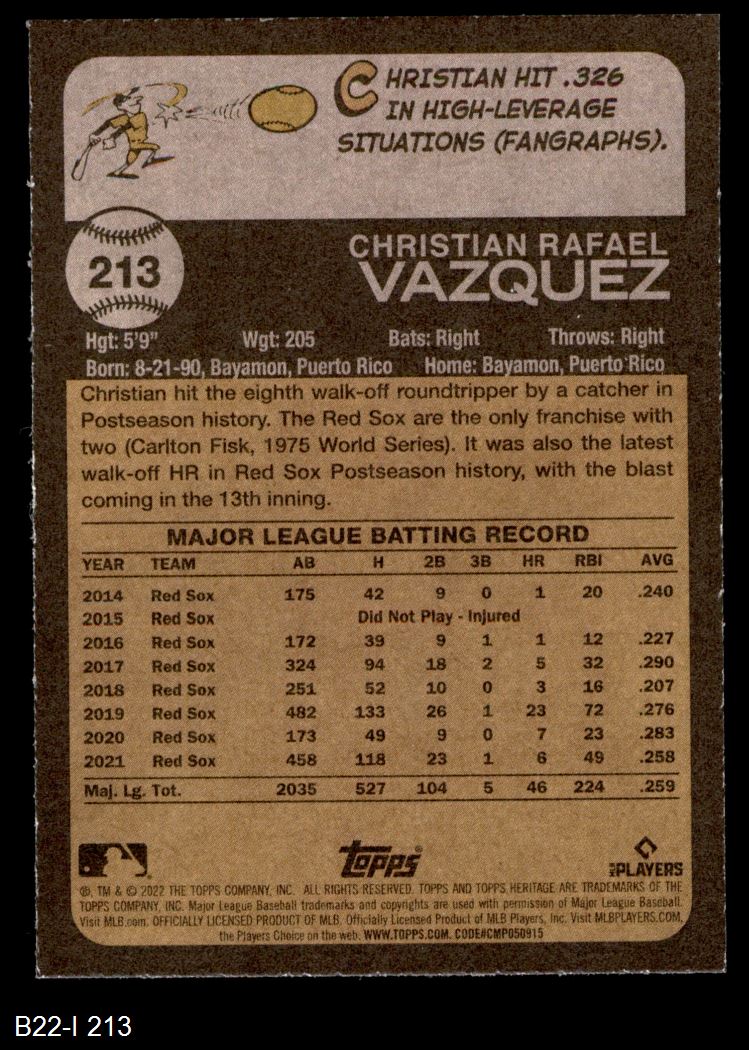 CHRISTIAN HIT .326
IN HIGH-LEVERAGE
SITUATIONS (FANGRAPHS).
213
CHRISTIAN RAFAEL
VAZQUEZ
Hgt: 5'9" Wgt: 205 Bats: Right Throws: Right
Born: 8-21-90, Bayamon, Puerto Rico Home: Bayamon, Puerto Rico
Christian hit the eighth walk-off roundtripper by a catcher in
Postseason history. The Red Sox are the only franchise with
two (Carlton Fisk, 1975 World Series). It was also the latest
walk-off HR in Red Sox Postseason history, with the blast
coming in the 13th inning.
MAJOR LEAGUE BATTING RECORD
YEAR TEAM AB H 2B 3B HR RBI AVG
2014 Red Sox 175 42 9 0 1 20 .240
2015 Red Sox Did Not Play - Injured
2016 Red Sox 172 39 9 1 1 12 .227
2017 Red Sox 324 94 18 2 5 32 .290
2018 Red Sox 251 52 10 0 3 16 .207
2019 Red Sox 482 133 26 1 23 72 .276
2020 Red Sox 173 49 9 0 7 23 .283
2021 Red Sox 458 118 23 1 6 49 .258
Maj. Lg. Tot. 2035 527 104 5 46 224 .259
Topps
MLB PLAYERS
®, TM & © 2022 THE TOPPS COMPANY, INC. ALL RIGHTS RESERVED. TOPPS AND TOPPS HERITAGE ARE TRADEMARKS OF THE
TOPPS COMPANY, INC. Major League Baseball trademarks and copyrights are used with permission of Major League Baseball.
Visit MLB.com. OFFICIALLY LICENSED PRODUCT OF MLB. Officially Licensed Product of MLB Players, Inc. Visit MLBPLAYERS.COM,
the Players Choice on the web. WWW.TOPPS.COM. CODE#CMP050915
B22-I 213